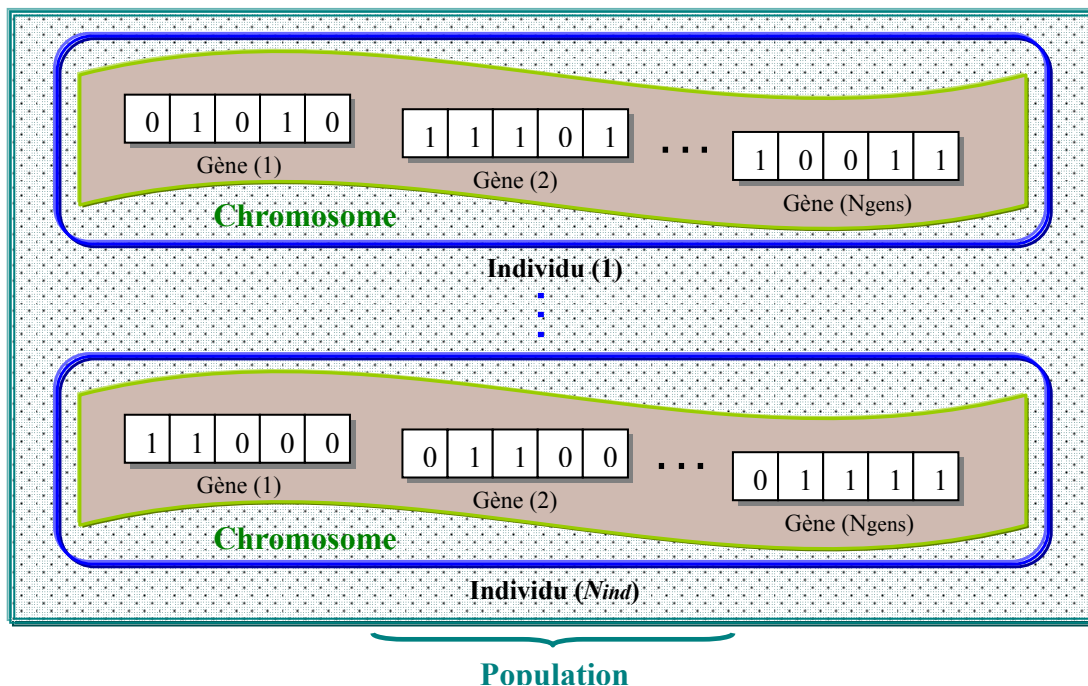 0 1 0 1 0
1 1 1 0 1
. . .
1 0 0 1 1
Gène (1)
Gène (2)
Gène (Ngens)
Chromosome
Individu (1)
1 1 0 0 0
0 1 1 0 0
. . .
0 1 1 1 1
Gène (1)
Gène (2)
Gène (Ngens)
Chromosome
Individu (Nind)
Population